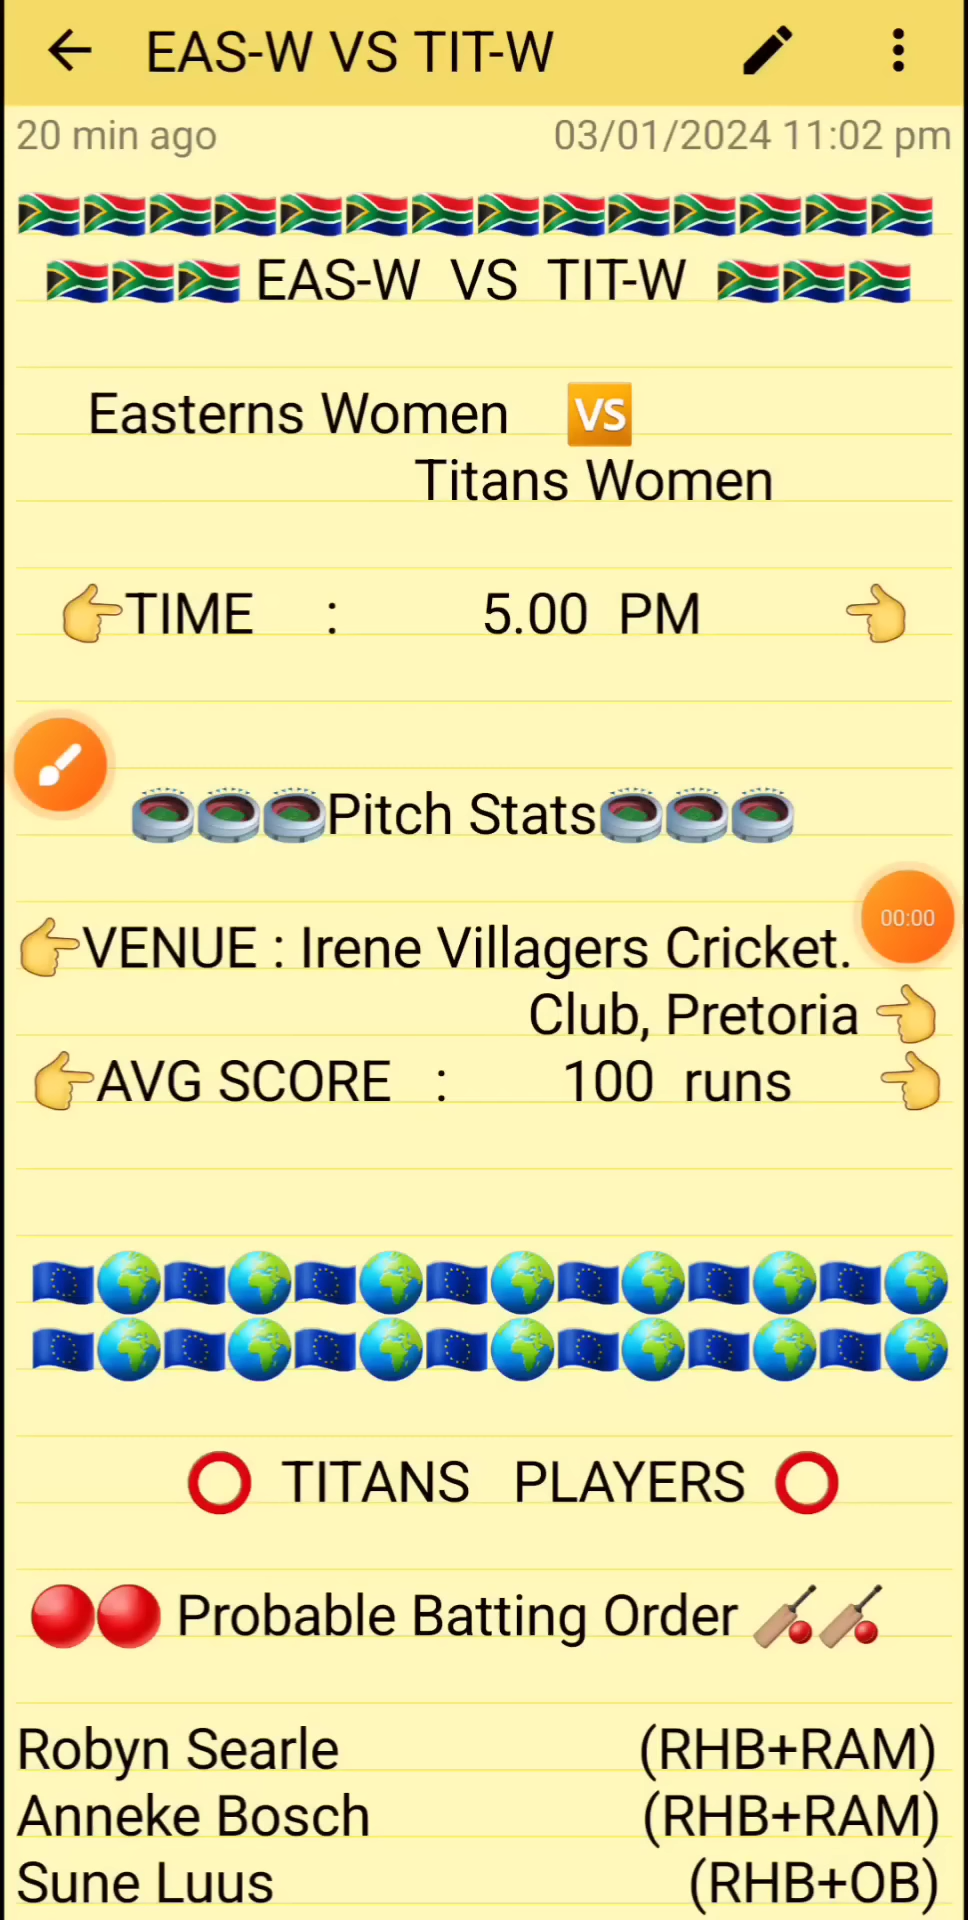 EAS-W VS TIT-W
20 min ago 03/01/2024 11:02 pm
EAS-W VS TIT-W
Easterns Women VS
Titans Women
TIME : 5.00 PM
Pitch Stats
VENUE : Irene Villagers Cricket.
00:00
Club, Pretoria
AVG SCORE : 100 runs
TITANS PLAYERS
Probable Batting Order
Robyn Searle (RHB+RAM)
Anneke Bosch (RHB+RAM)
Sune Luus (RHB+OB)